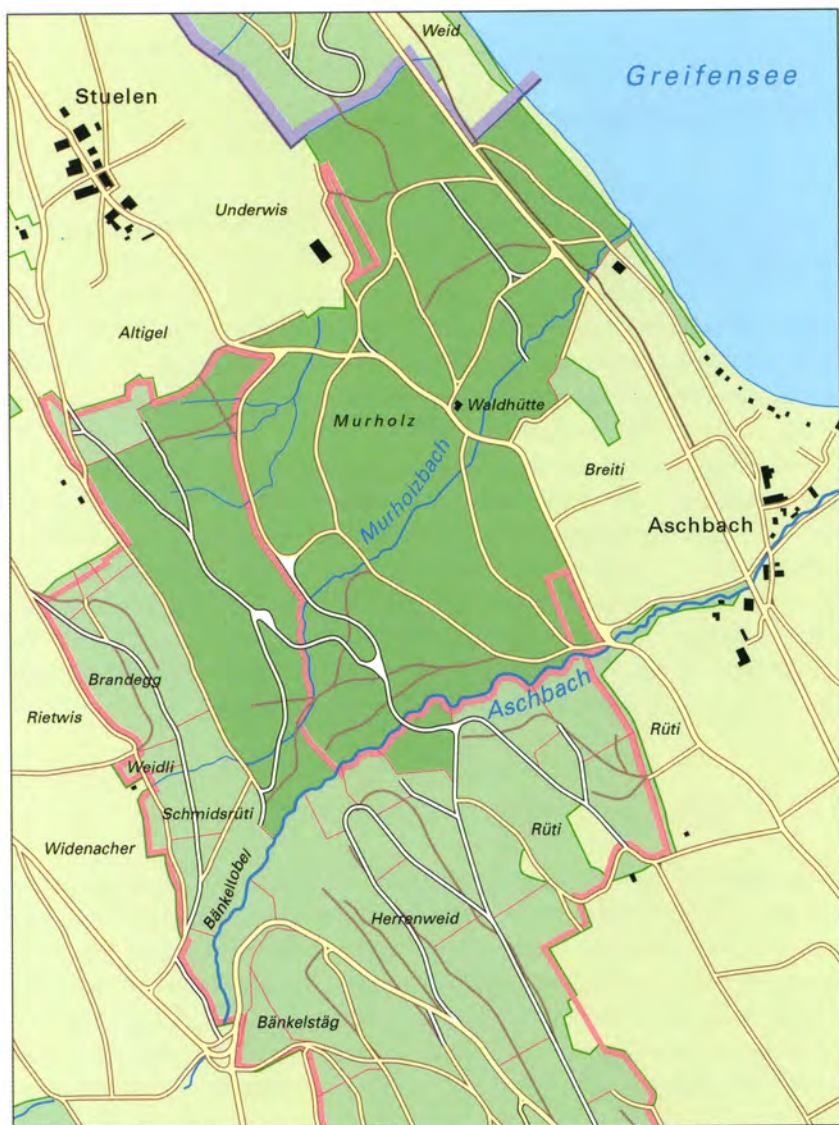 Weid
Greifensee
Stuelen
Underwis
Altigel
Waldhütte
Murholz
Murholzbach
Breiti
Aschbach
Brandegg
Rietwis
Aschbach
Rüti
Weidli
Schmidsrüti
Widenacher
Rüti
Bänkeltobel
Herrenweid
Bänkelstäg